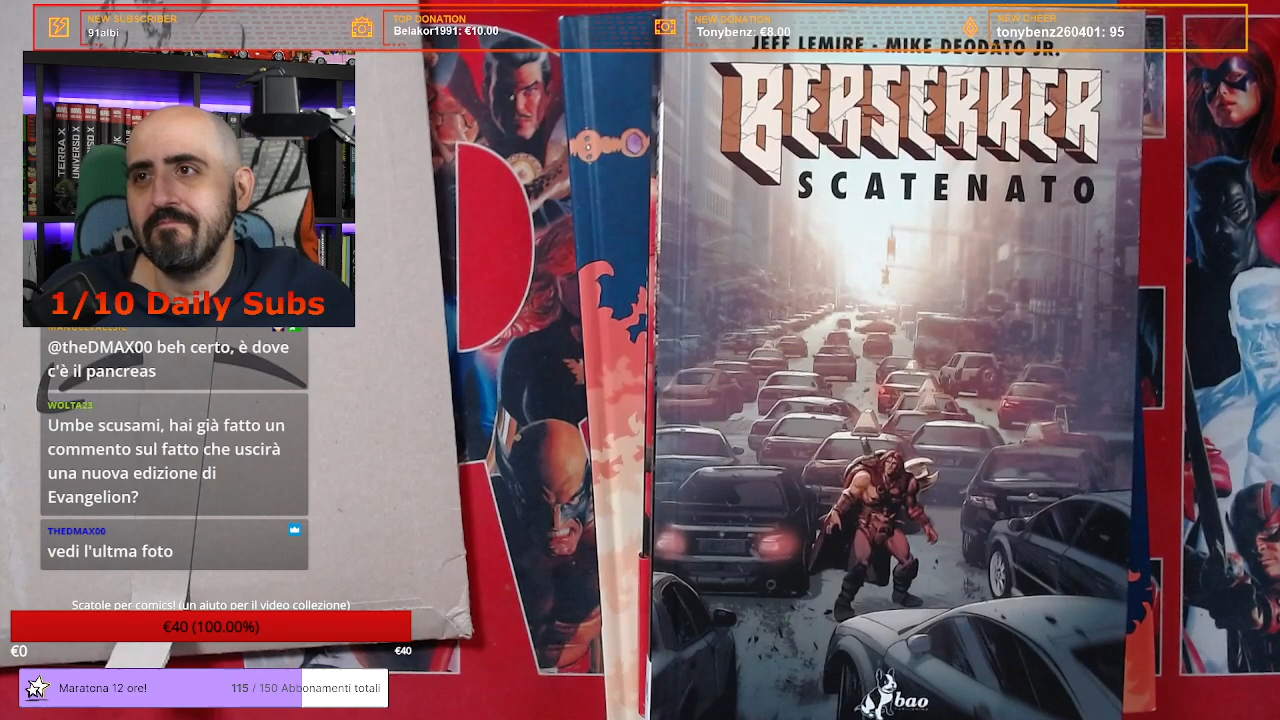 NEW SUBSCRIBER
91albi
TOP DONATION
Belakor1991: €10.00
NEW DONATION
Tonybenz: €8.00
NEW CHEER
tonybenz260401: 95
JEFF LEMIRE - MIKE DEODATO JR.
BERSERKER
SCATENATO
TERRA X
UNIVERSO X
1/10 Daily Subs
@theDMAX00 beh certo, è dove
c'è il pancreas
WOLTA23
Umbe scusami, hai già fatto un
commento sul fatto che uscirà
una nuova edizione di
Evangelion?
THEDMAX00
vedi l'ultma foto
Scatole per comics! (un aiuto per il video collezione)
€40 (100.00%)
€0
€40
Maratona 12 ore!
115 / 150 Abbonamenti totali
bao